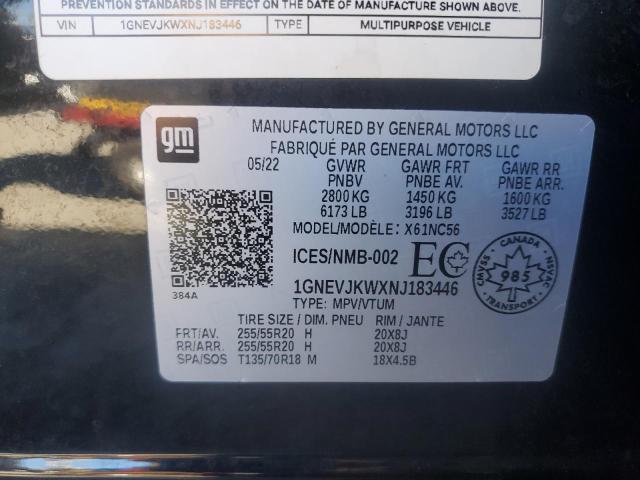 PREVENTION STANDARDS IN EFFECT ON THE DATE OF MANUFACTURE SHOWN ABOVE.
VIN 1GNEVJKWXNJ183446 TYPE MULTIPURPOSE VEHICLE
gm
MANUFACTURED BY GENERAL MOTORS LLC
FABRIQUÉ PAR GENERAL MOTORS LLC
05/22 GVWR GAWR FRT GAWR RR
PNBV PNBE AV. PNBE ARR.
2800 KG 1450 KG 1600 KG
6173 LB 3196 LB 3527 LB
MODEL/MODÈLE: X61NC56
ICES/NMB-002 EC
384A
1GNEVJKWXNJ183446
TYPE: MPV/VTUM
CANADA
CMVSS 985 NSVAC
TRANSPORT
TIRE SIZE / DIM. PNEU RIM / JANTE
FRT/AV. 255/55R20 H 20X8J
RR/ARR. 255/55R20 H 20X8J
SPA/SOS T135/70R18 M 18X4.5B